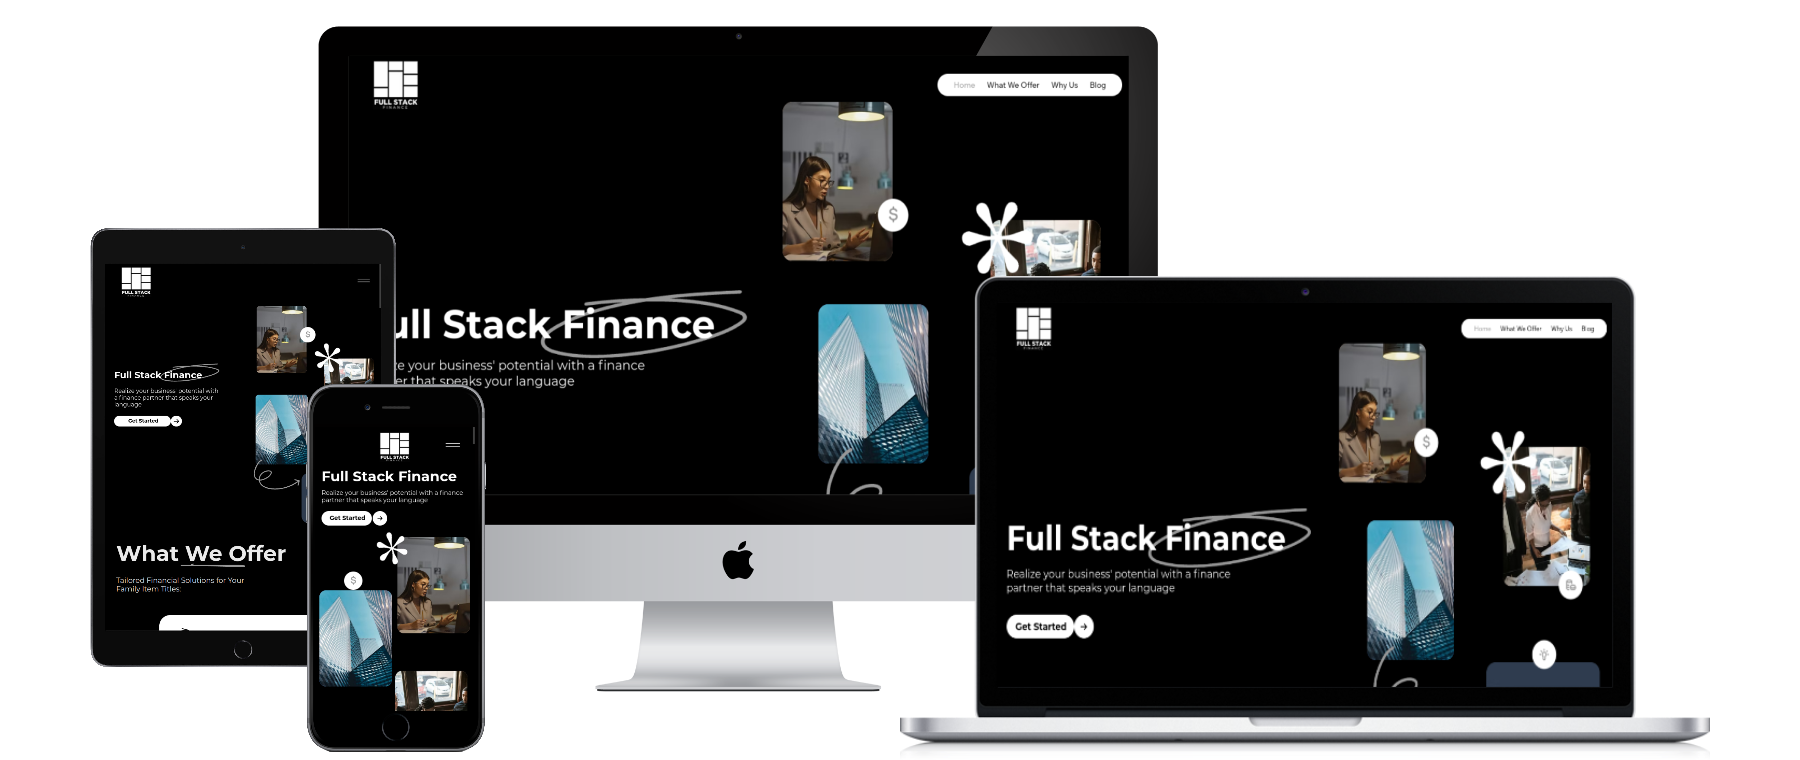 FULL STACK
FINANCE
Home What We Offer Why Us Blog
$
ull Stack Finance
ze your business' potential with a finance
er that speaks your language
FULL STACK
FINANCE
$
Full Stack Finance
Realize your business' potential with
a finance partner that speaks your
language
Get Started
What We Offer
Tailored Financial Solutions for Your
Family Item Titles:
FULL STACK
Full Stack Finance
Realize your business' potential with a finance
partner that speaks your language
Get Started
$
FULL STACK
FINANCE
Home What We Offer Why Us Blog
$
Full Stack Finance
Realize your business' potential with a finance
partner that speaks your language
Get Started